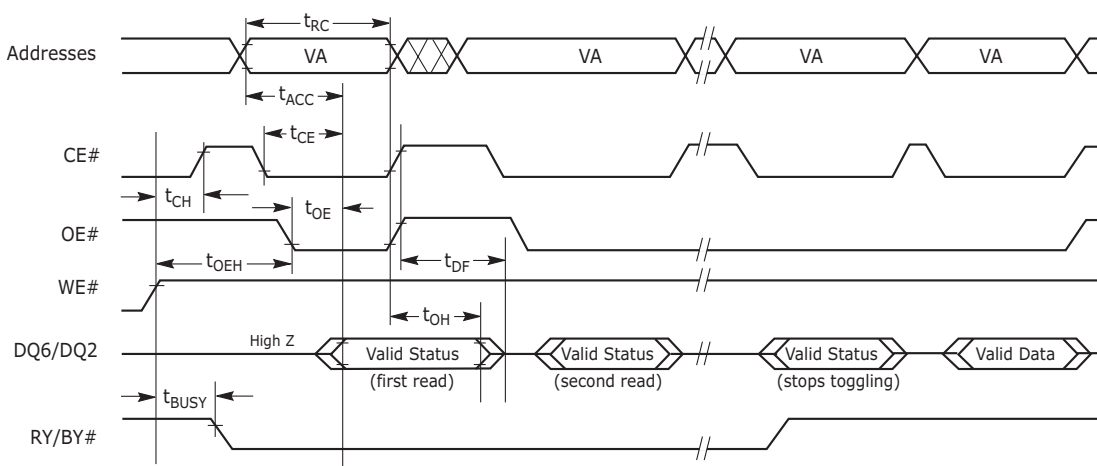 tRC
Addresses VA VA VA VA
tACC
tCE
CE#
tCH
tOE
OE#
tOEH tDF
WE#
tOH
High Z
DQ6/DQ2 Valid Status Valid Status Valid Status Valid Data
(first read) (second read) (stops toggling)
tBUSY
RY/BY#